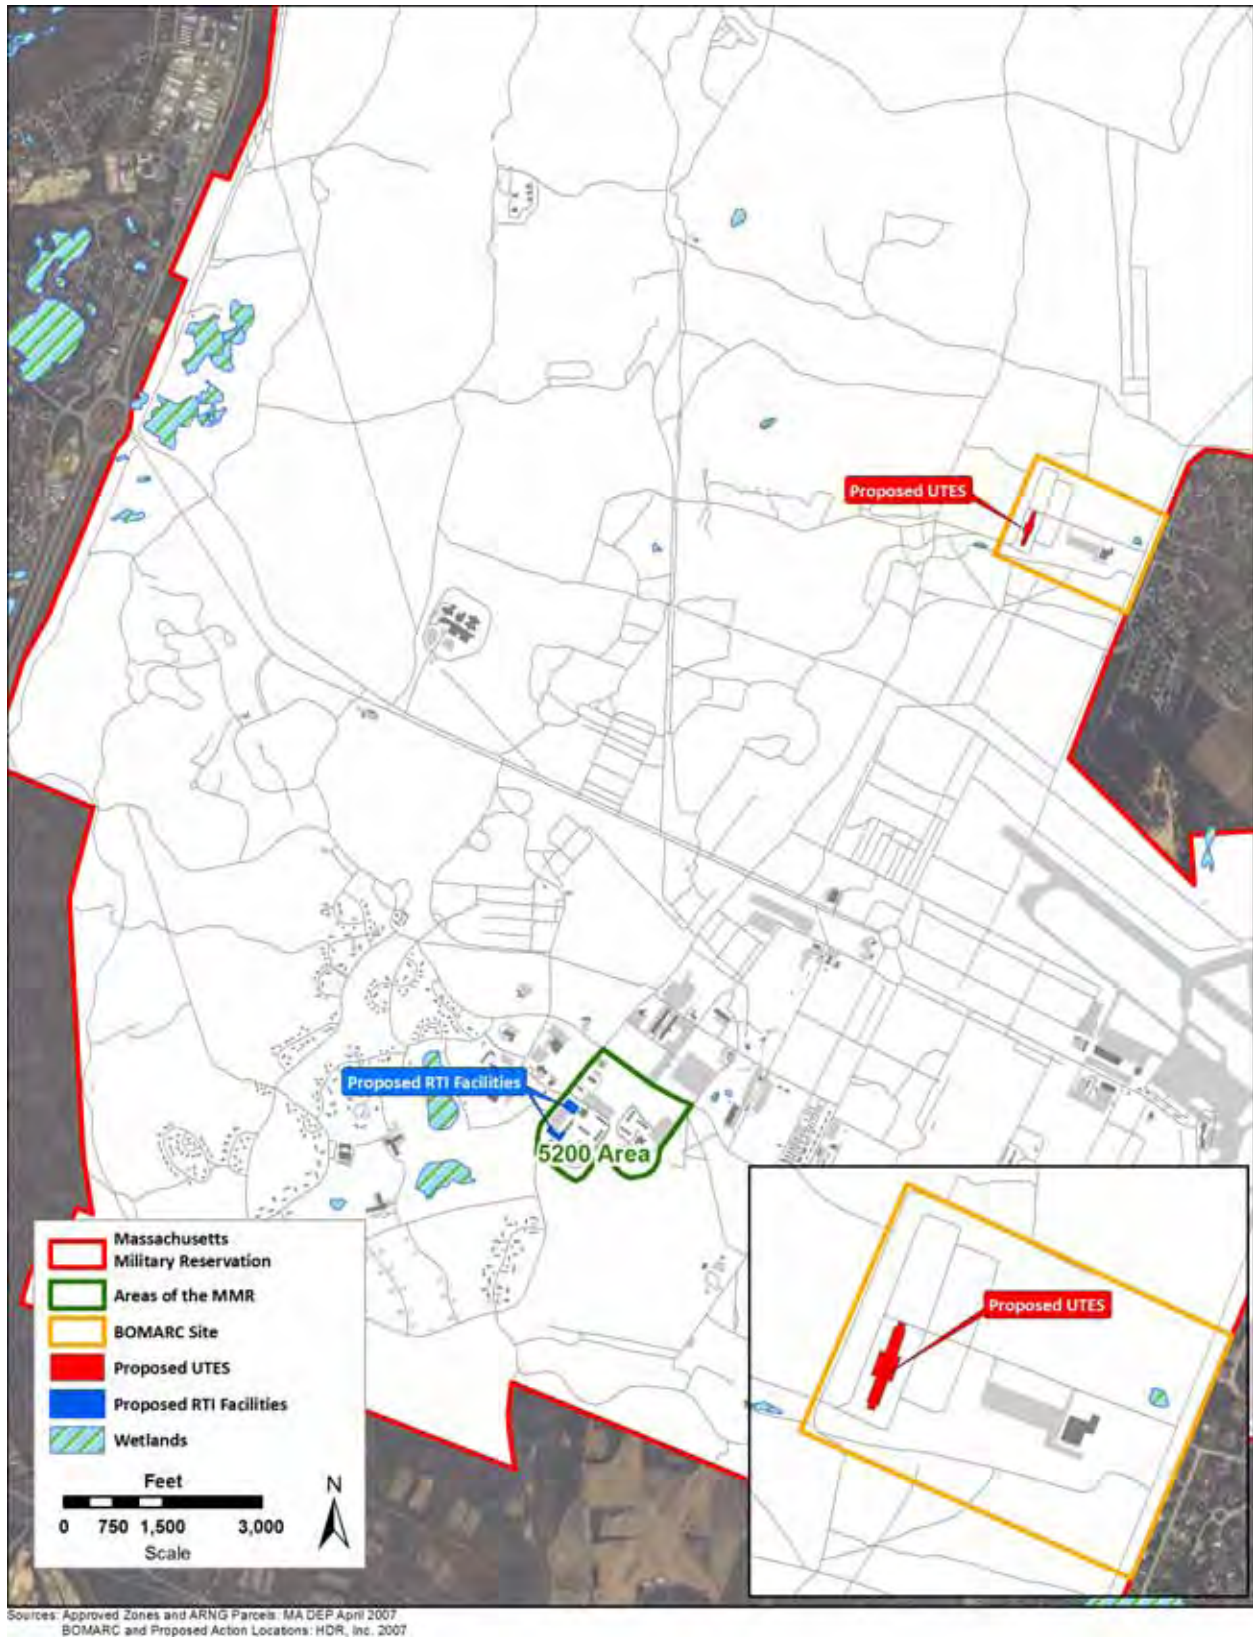 Proposed UTES
Proposed RTI Facilities
5200 Area
Proposed UTES
Massachusetts
Military Reservation
Areas of the MMR
BOMARC Site
Proposed UTES
Proposed RTI Facilities
Wetlands
Feet
N
0 750 1,500 3,000
Scale
Sources: Approved Zones and ARNG Parcels: MA DEP April 2007
BOMARC and Proposed Action Locations: HDR, Inc. 2007